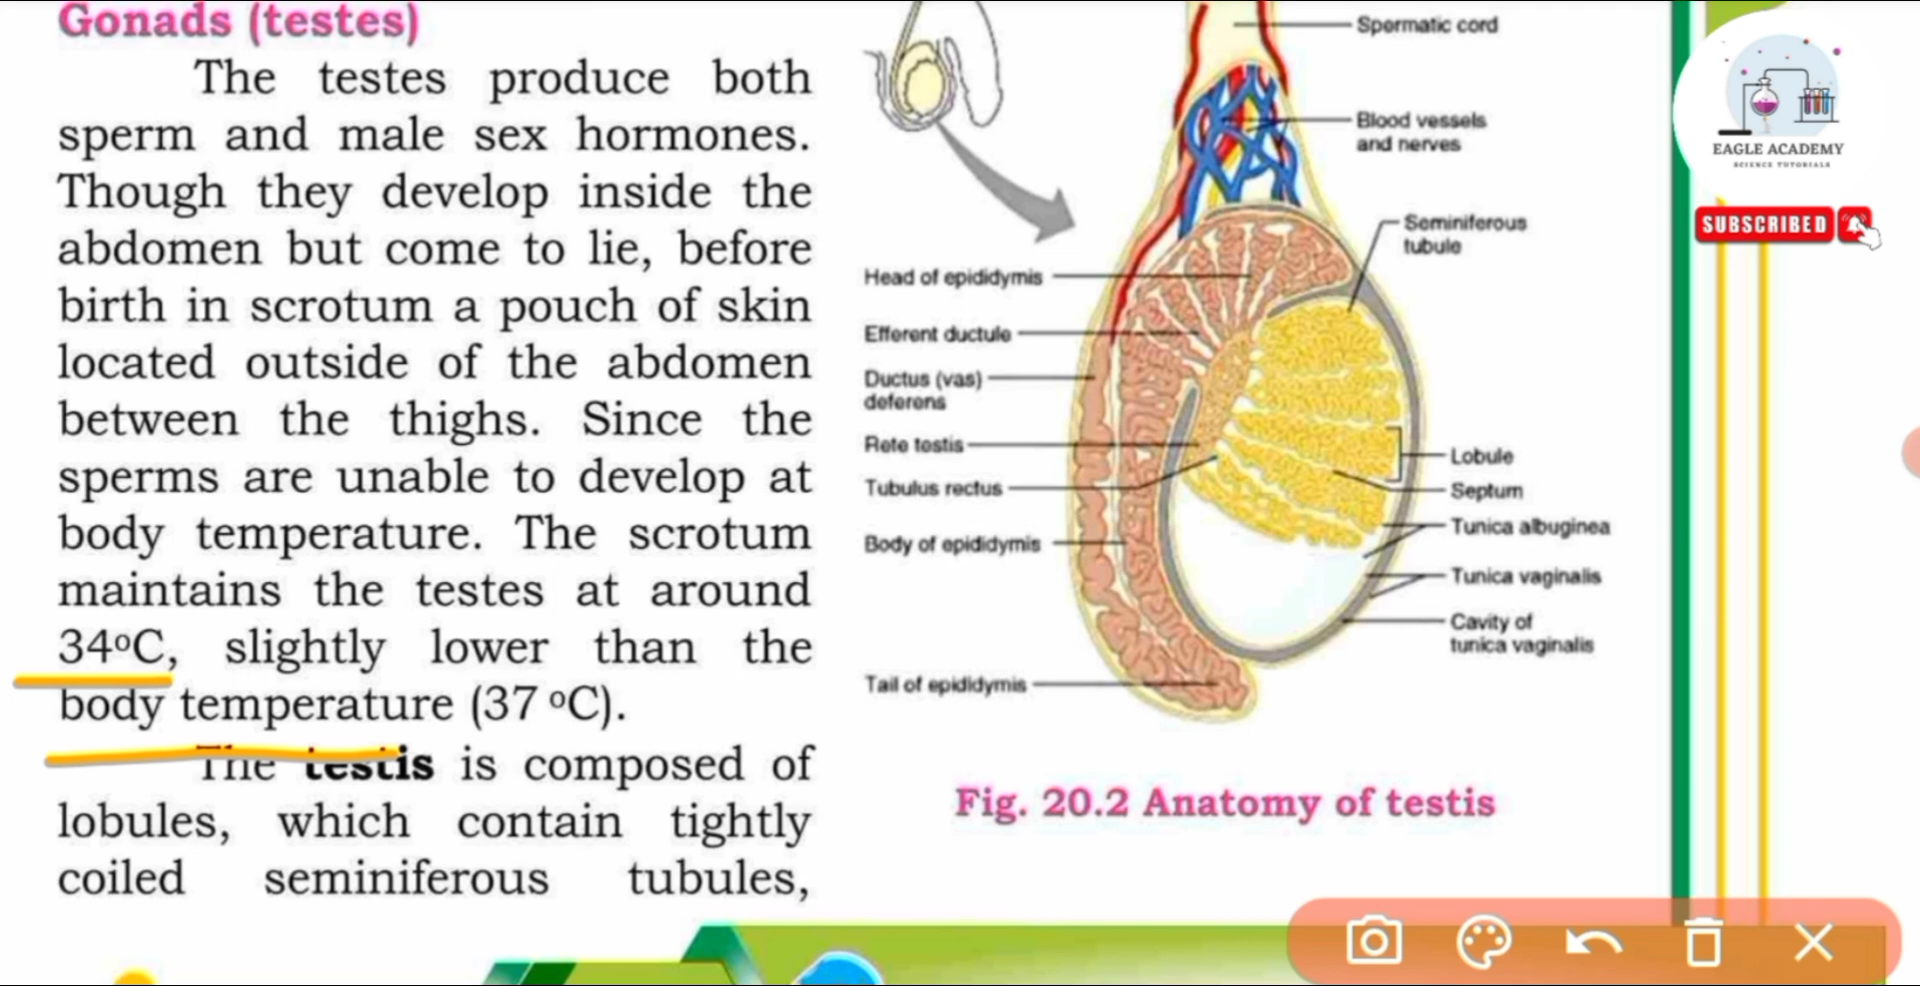 Gonads (testes)
The testes produce both
sperm and male sex hormones.
Though they develop inside the
abdomen but come to lie, before
birth in scrotum a pouch of skin
located outside of the abdomen
between the thighs. Since the
sperms are unable to develop at
body temperature. The scrotum
maintains the testes at around
34°C, slightly lower than the
body temperature (37 °C).
The testis is composed of
lobules, which contain tightly
coiled seminiferous tubules,
Spermatic cord
Blood vessels
and nerves
Seminiferous
tubule
Head of epididymis
Efferent ductule
Ductus (vas)
deferens
Rete testis
Tubulus rectus
Body of epididymis
Tail of epididymis
Lobule
Septum
Tunica albuginea
Tunica vaginalis
Cavity of
tunica vaginalis
Fig. 20.2 Anatomy of testis
EAGLE ACADEMY
SCIENCE TUTORIALS
SUBSCRIBED